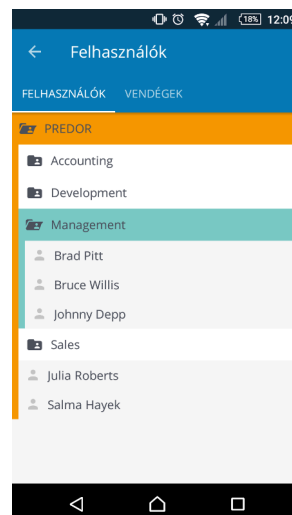 18% 12:09
Felhasználók
FELHASZNÁLÓK VENDÉGEK
PREDOR
Accounting
Development
Management
Brad Pitt
Bruce Willis
Johnny Depp
Sales
Julia Roberts
Salma Hayek